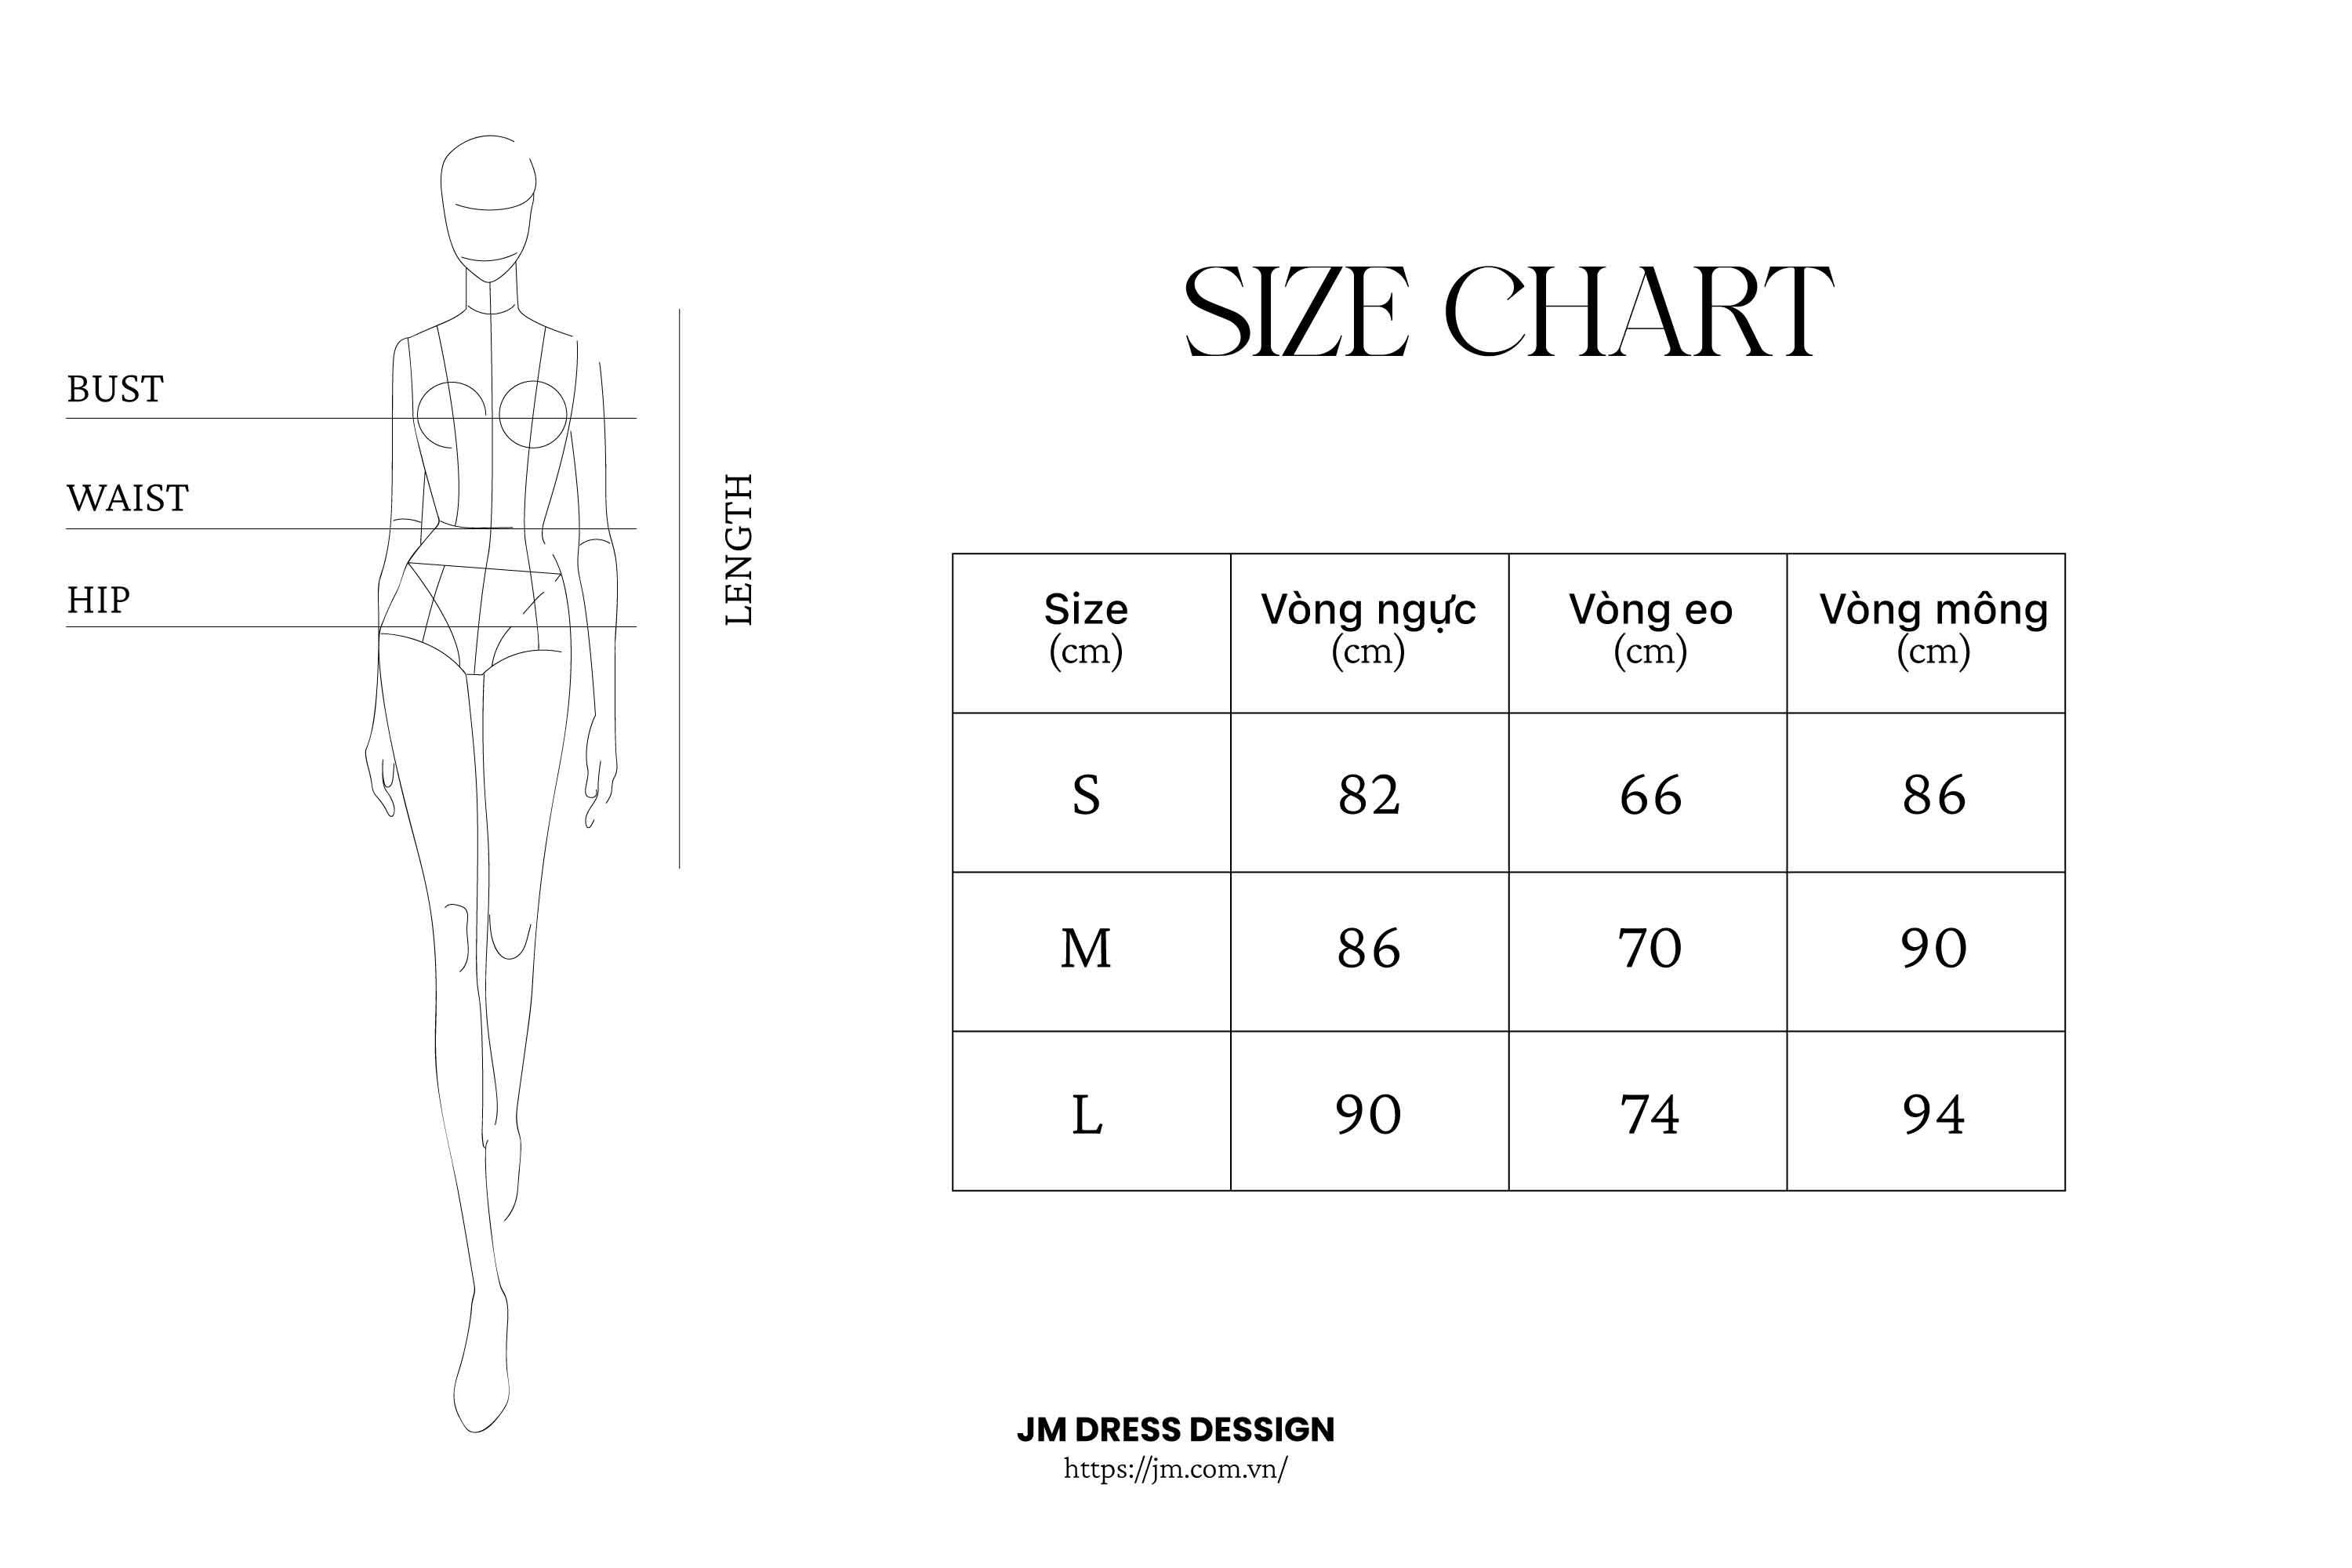 SIZE CHART
BUST
WAIST
HIP
LENGTH
Size Vòng ngực Vòng eo Vòng mông
(cm) (cm) (cm) (cm)
S 82 66 86
M 86 70 90
L 90 74 94
JM DRESS DESSIGN
https://jm.com.vn/